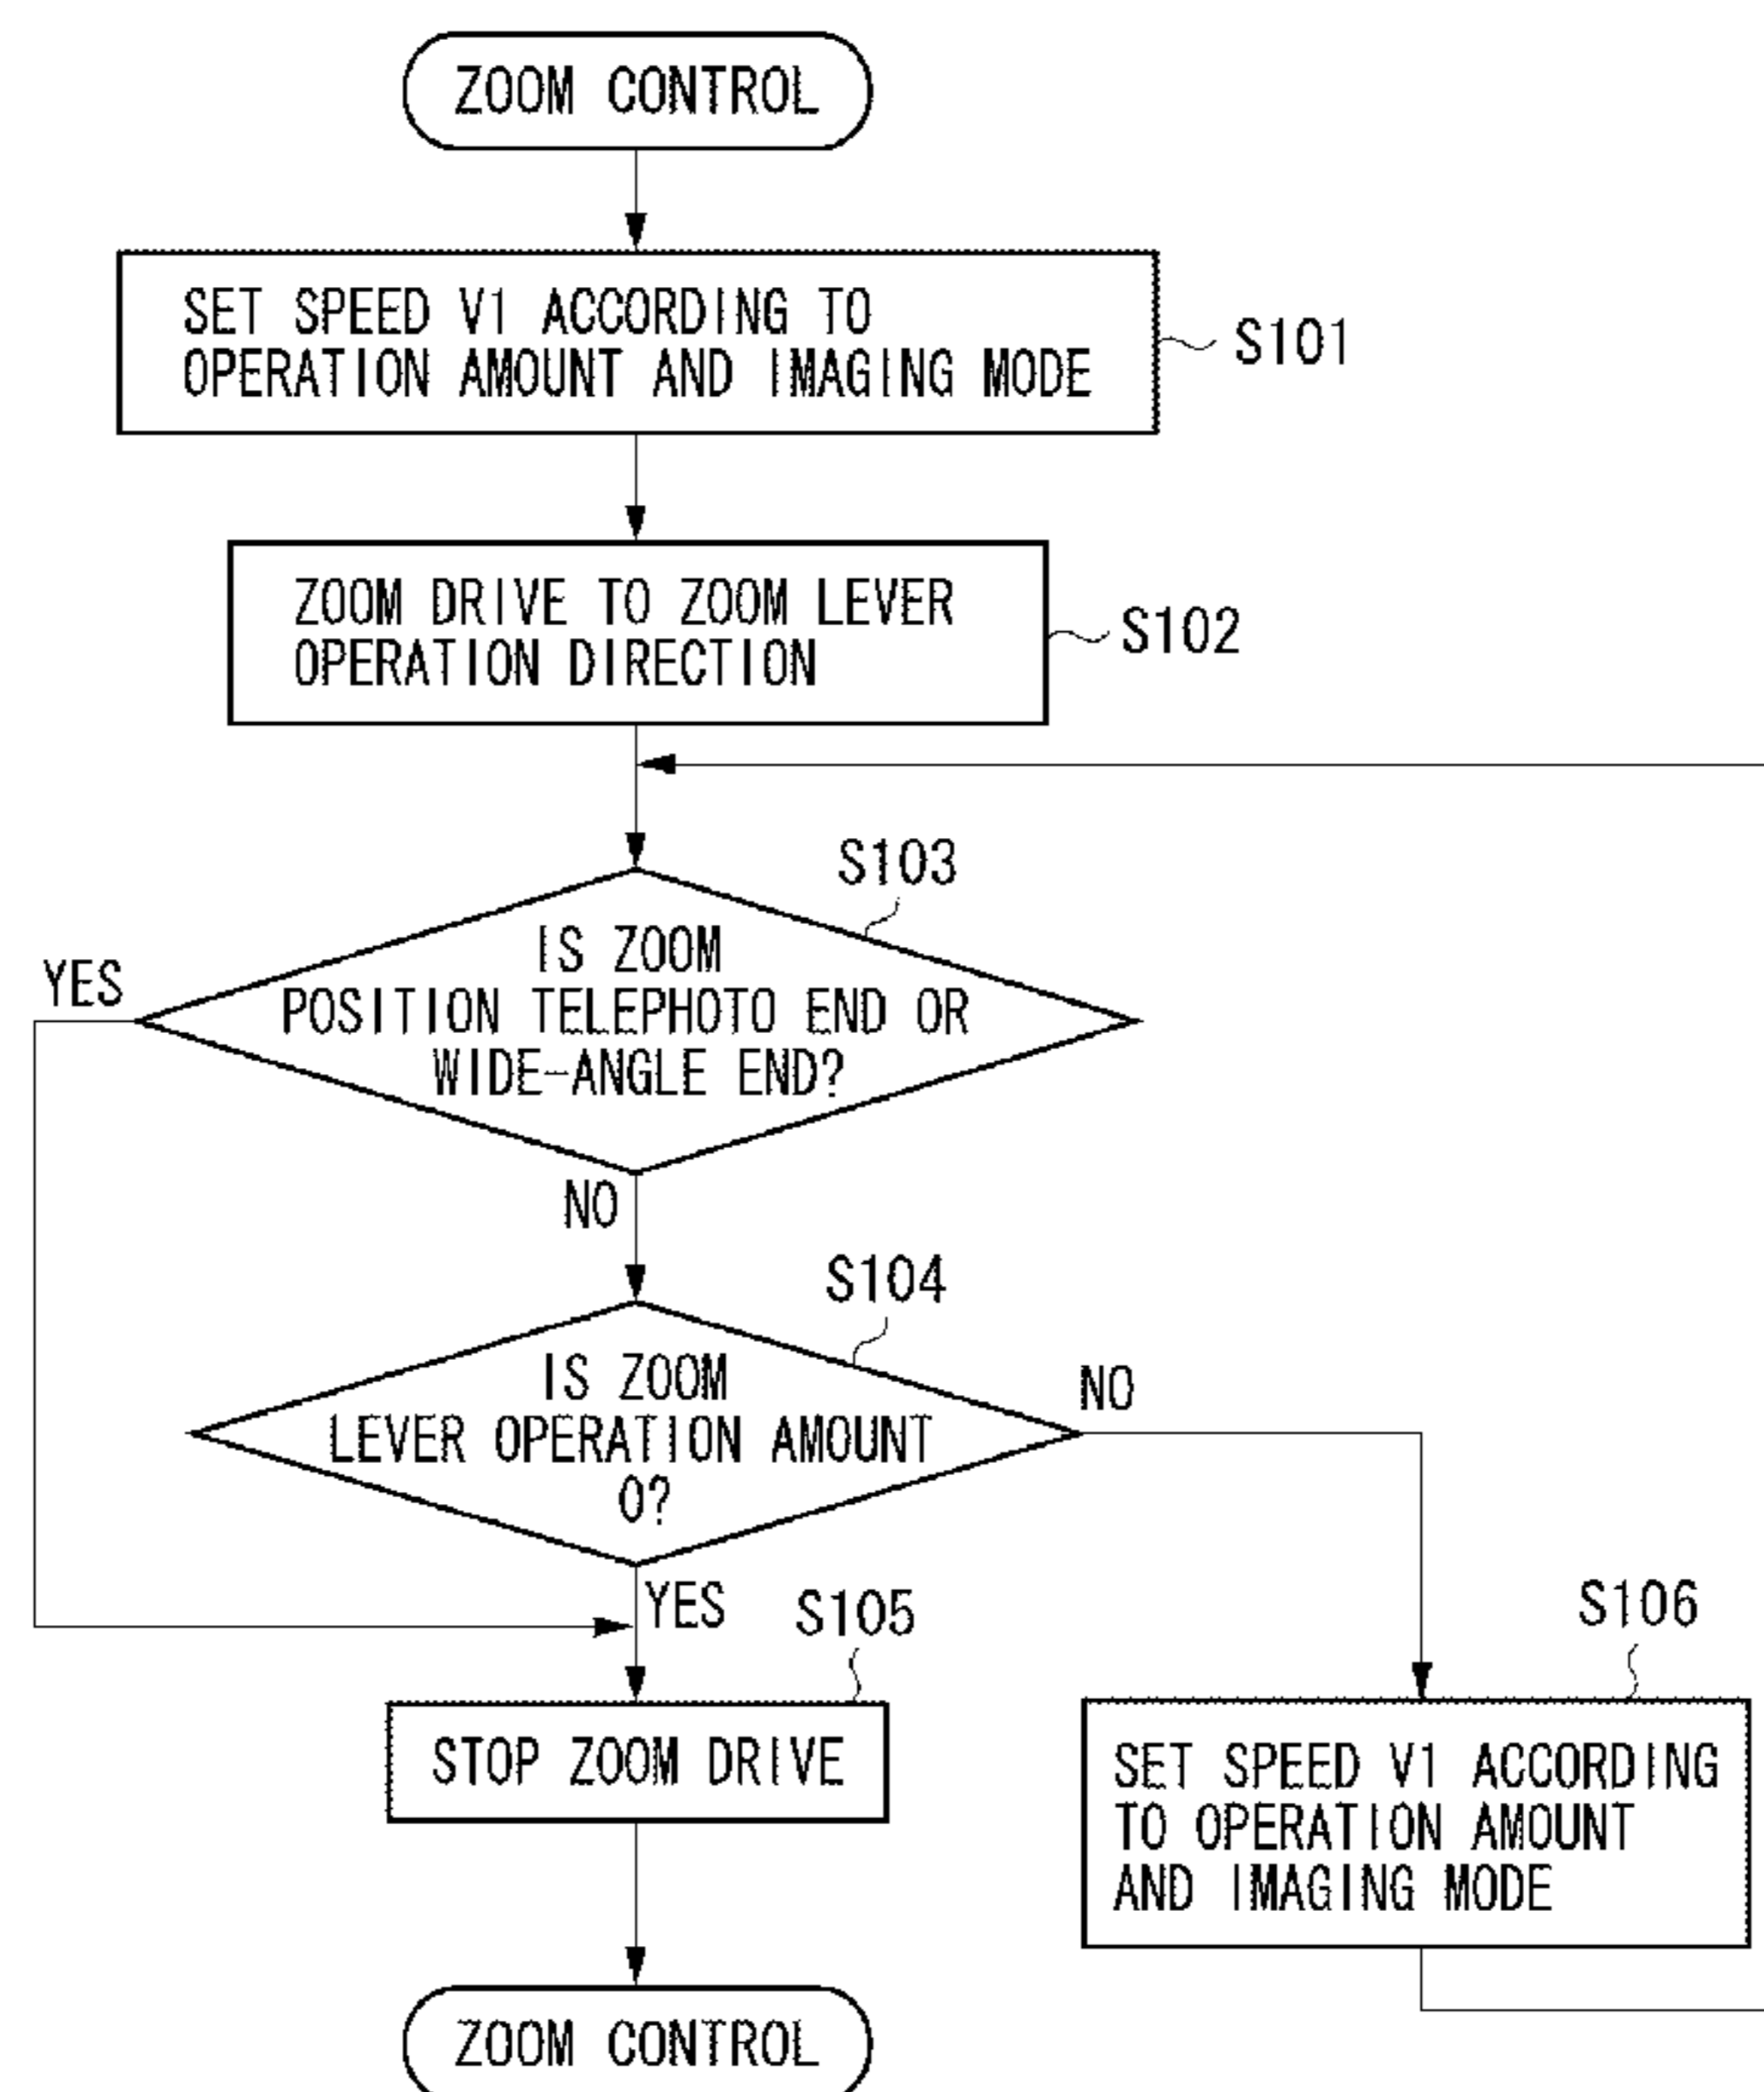 ZOOM CONTROL
SET SPEED V1 ACCORDING TO
OPERATION AMOUNT AND IMAGING MODE
S101
ZOOM DRIVE TO ZOOM LEVER
OPERATION DIRECTION
S102
S103
IS ZOOM
POSITION TELEPHOTO END OR
WIDE-ANGLE END?
YES
NO
S104
IS ZOOM
LEVER OPERATION AMOUNT
0?
NO
YES
S105
STOP ZOOM DRIVE
S106
SET SPEED V1 ACCORDING
TO OPERATION AMOUNT
AND IMAGING MODE
ZOOM CONTROL